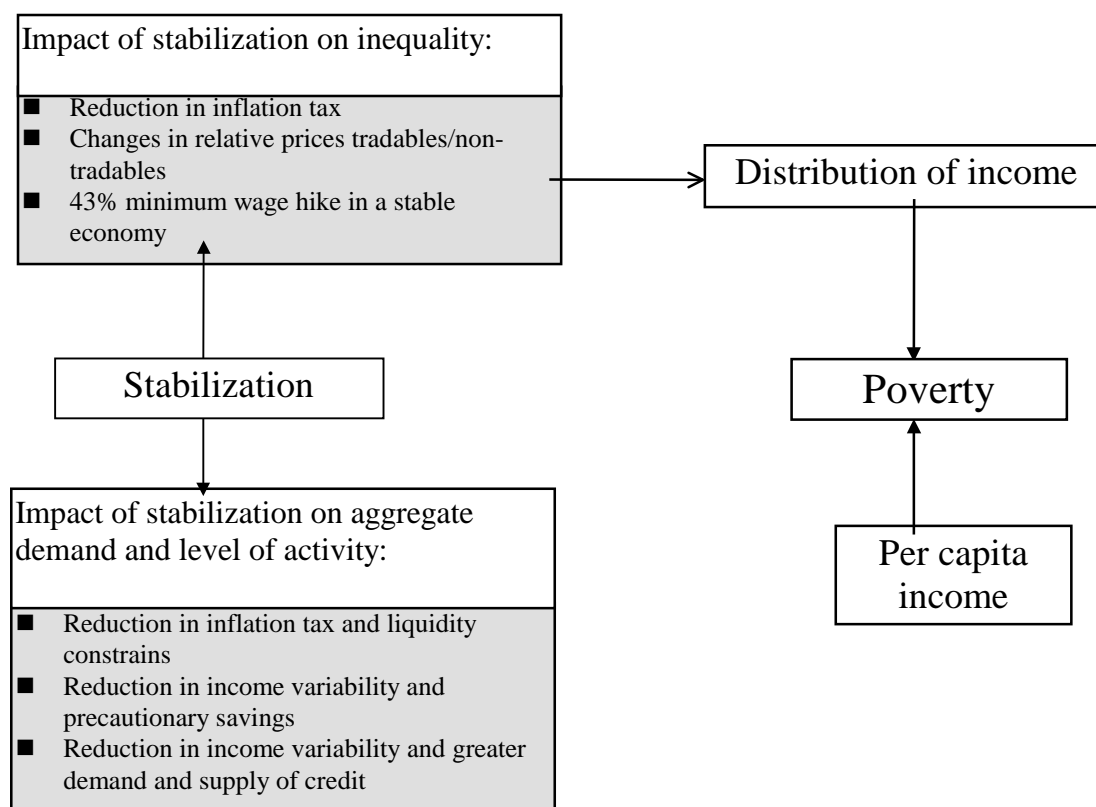 Impact of stabilization on inequality:
■ Reduction in inflation tax
■ Changes in relative prices tradables/non-
tradables
■ 43% minimum wage hike in a stable
economy
Distribution of income
Stabilization
Poverty
Impact of stabilization on aggregate
demand and level of activity:
■ Reduction in inflation tax and liquidity
constrains
■ Reduction in income variability and
precautionary savings
■ Reduction in income variability and greater
demand and supply of credit
Per capita
income